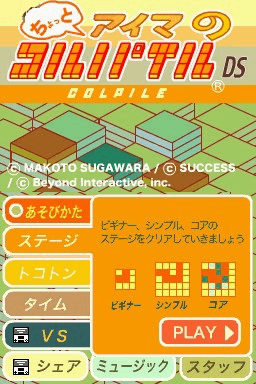 ちょっと
アイマの
コルパイル DS
®
COLPILE
© MAKOTO SUGAWARA / © SUCCESS
/ © Beyond Interactive, inc.
あそびかた
ステージ
トコトン
タイム
VS
ビギナー、シンプル、コアの
ステージをクリアしていきましょう
ビギナー シンプル コア
PLAY
シェア ミュージック スタッフ